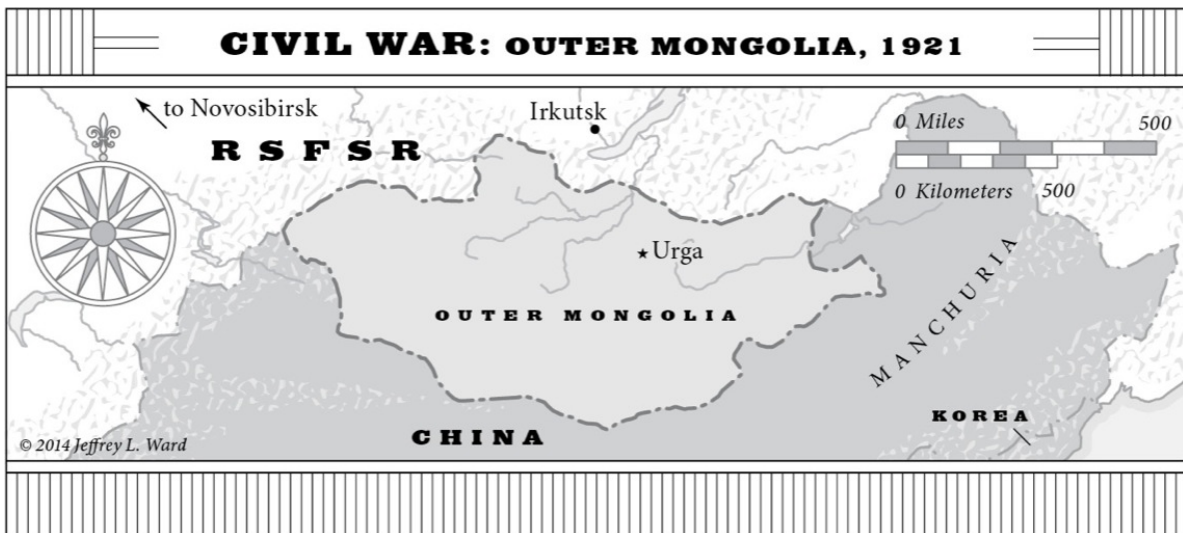 CIVIL WAR: OUTER MONGOLIA, 1921
to Novosibirsk
Irkutsk
0 Miles 500
RSFSR
0 Kilometers 500
Urga
OUTER MONGOLIA
MANCHURIA
KOREA
CHINA
© 2014 Jeffrey L. Ward